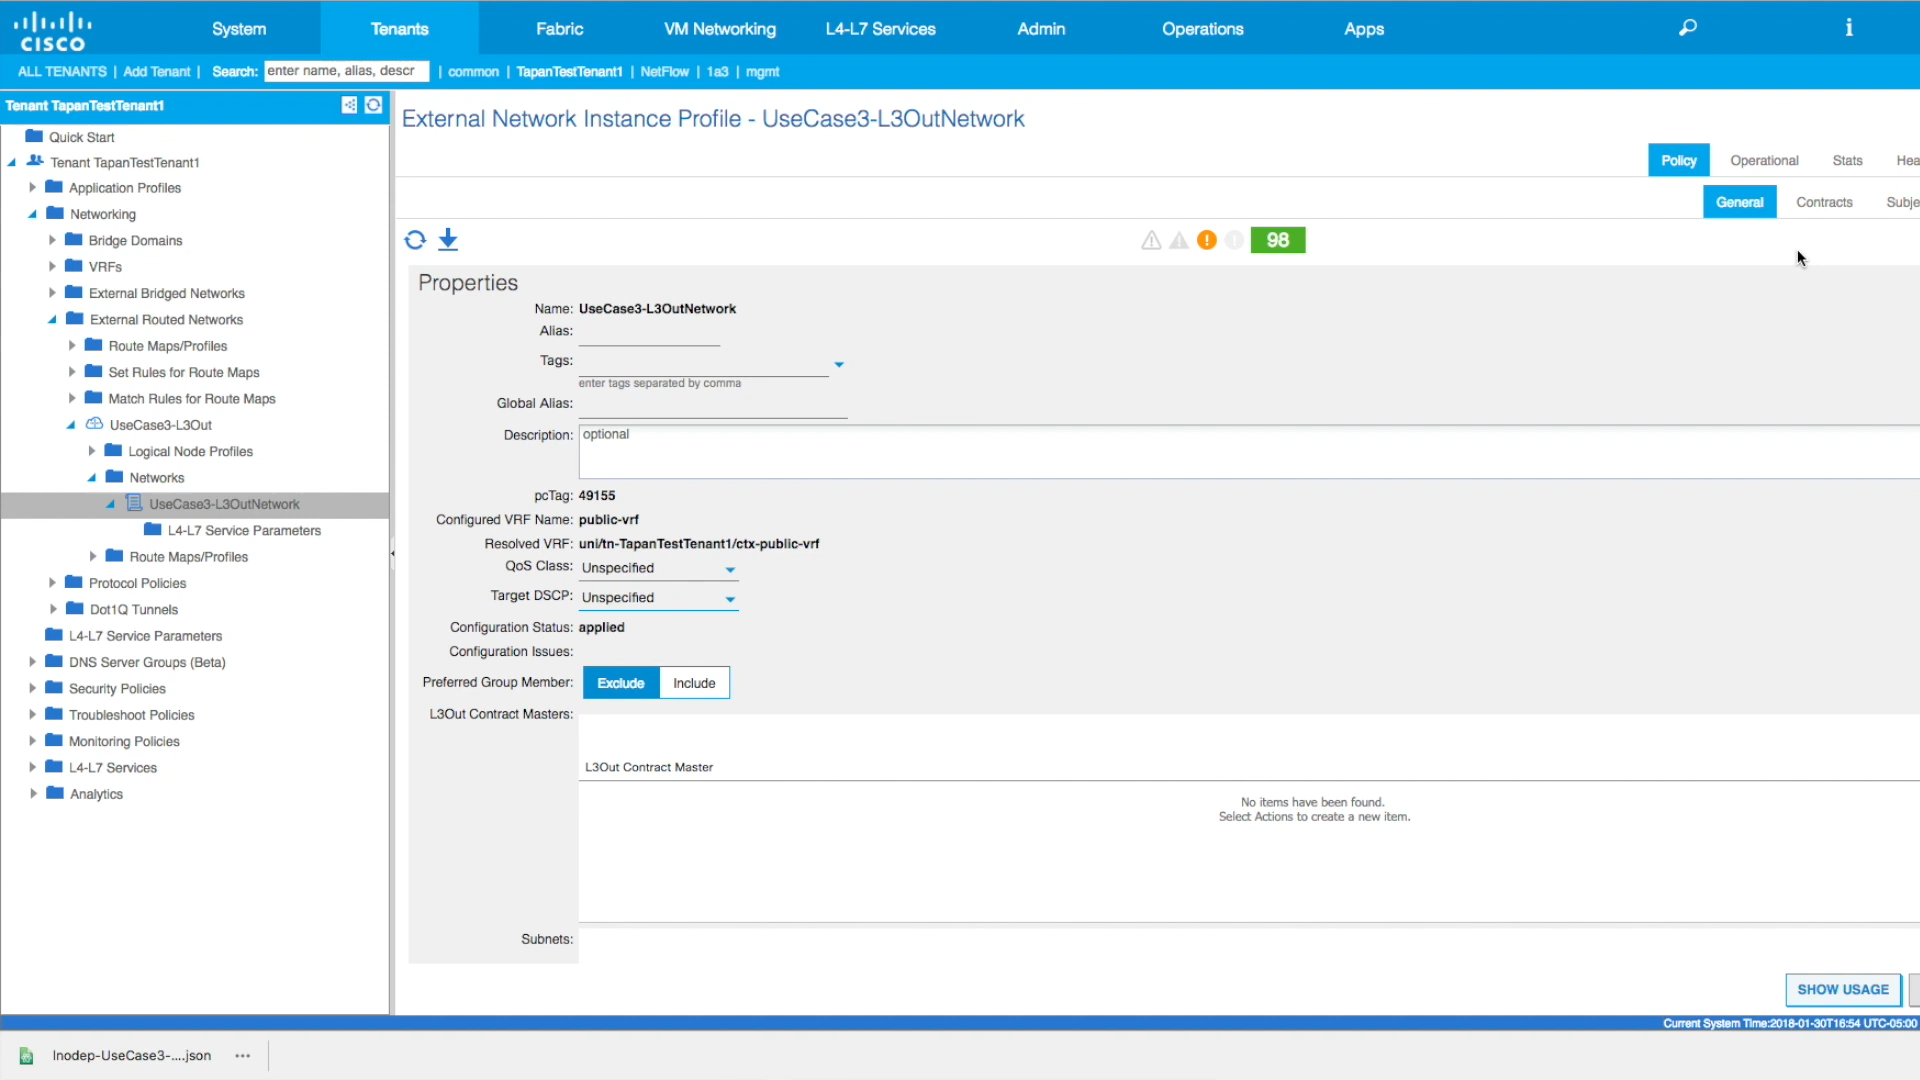 CISCO
System
Tenants
Fabric
VM Networking
L4-L7 Services
Admin
Operations
Apps
i
ALL TENANTS | Add Tenant | Search: enter name, alias, descr | common | TapanTestTenant1 | NetFlow | 1a3 | mgmt
Tenant TapanTestTenant1
Quick Start
Tenant TapanTestTenant1
Application Profiles
Networking
Bridge Domains
VRFs
External Bridged Networks
External Routed Networks
Route Maps/Profiles
Set Rules for Route Maps
Match Rules for Route Maps
UseCase3-L3Out
Logical Node Profiles
Networks
UseCase3-L3OutNetwork
L4-L7 Service Parameters
Route Maps/Profiles
Protocol Policies
Dot1Q Tunnels
L4-L7 Service Parameters
DNS Server Groups (Beta)
Security Policies
Troubleshoot Policies
Monitoring Policies
L4-L7 Services
Analytics
External Network Instance Profile - UseCase3-L3OutNetwork
Policy
Operational
Stats
Hea
General
Contracts
Subje
98
Properties
Name: UseCase3-L3OutNetwork
Alias:
Tags:
enter tags separated by comma
Global Alias:
Description: optional
pcTag: 49155
Configured VRF Name: public-vrf
Resolved VRF: uni/tn-TapanTestTenant1/ctx-public-vrf
QoS Class: Unspecified
Target DSCP: Unspecified
Configuration Status: applied
Configuration Issues:
Preferred Group Member: Exclude Include
L3Out Contract Masters:
L3Out Contract Master
No items have been found.
Select Actions to create a new item.
Subnets:
SHOW USAGE
Current System Time:2018-01-30T16:54 UTC-05:00
lnodep-UseCase3-....json